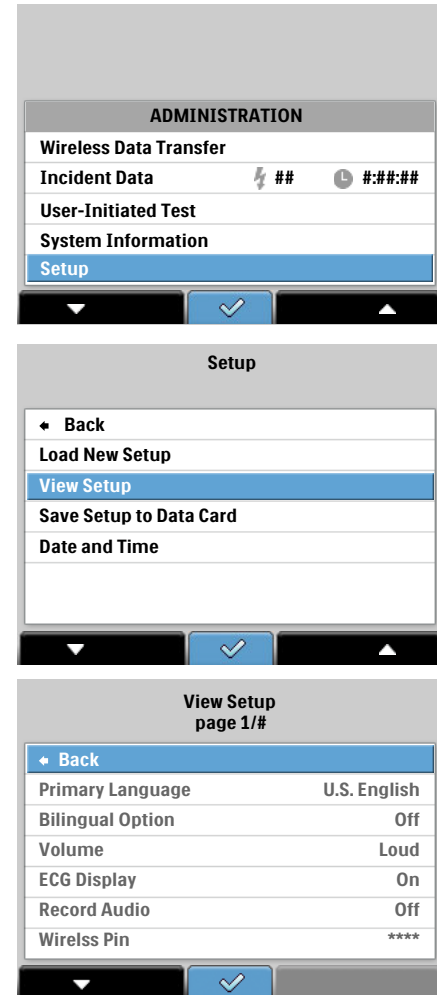 ADMINISTRATION
Wireless Data Transfer
Incident Data ## #:##:##
User-Initiated Test
System Information
Setup
Setup
Back
Load New Setup
View Setup
Save Setup to Data Card
Date and Time
View Setup
page 1/#
Back
Primary Language U.S. English
Bilingual Option Off
Volume Loud
ECG Display On
Record Audio Off
Wirelss Pin ****